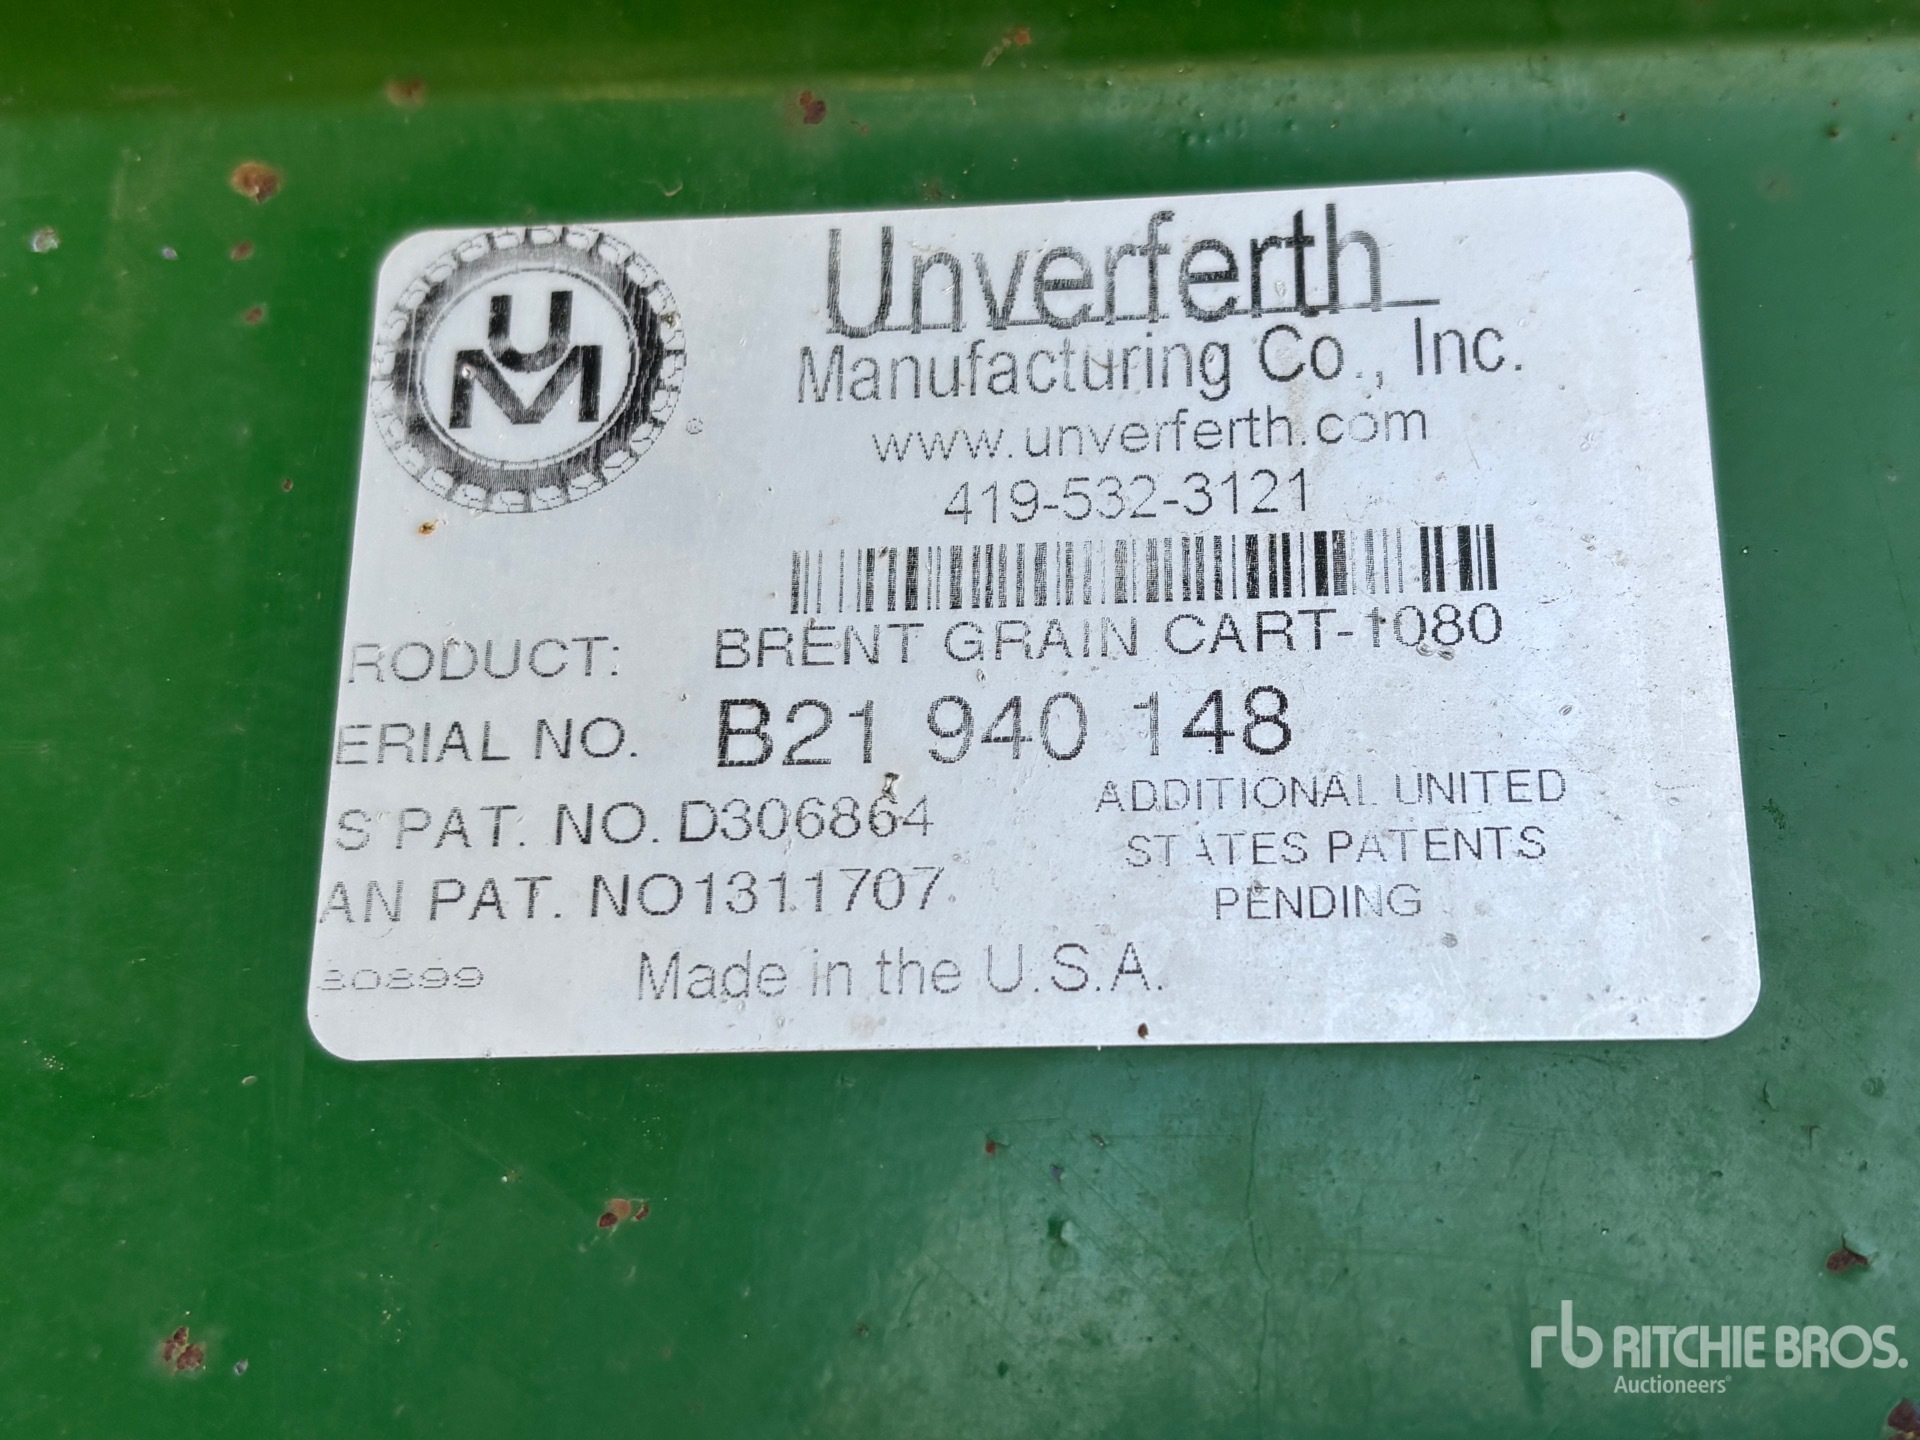 UM
Unverferth
Manufacturing Co., Inc.
www.unverferth.com
419-532-3121
RODUCT: BRENT GRAIN CART-1080
ERIAL NO. B21 940 148
S PAT. NO. D306864
AN PAT. NO1311707
ADDITIONAL UNITED
STATES PATENTS
PENDING
30899 Made in the U.S.A.
rb RITCHIE BROS.
Auctioneers